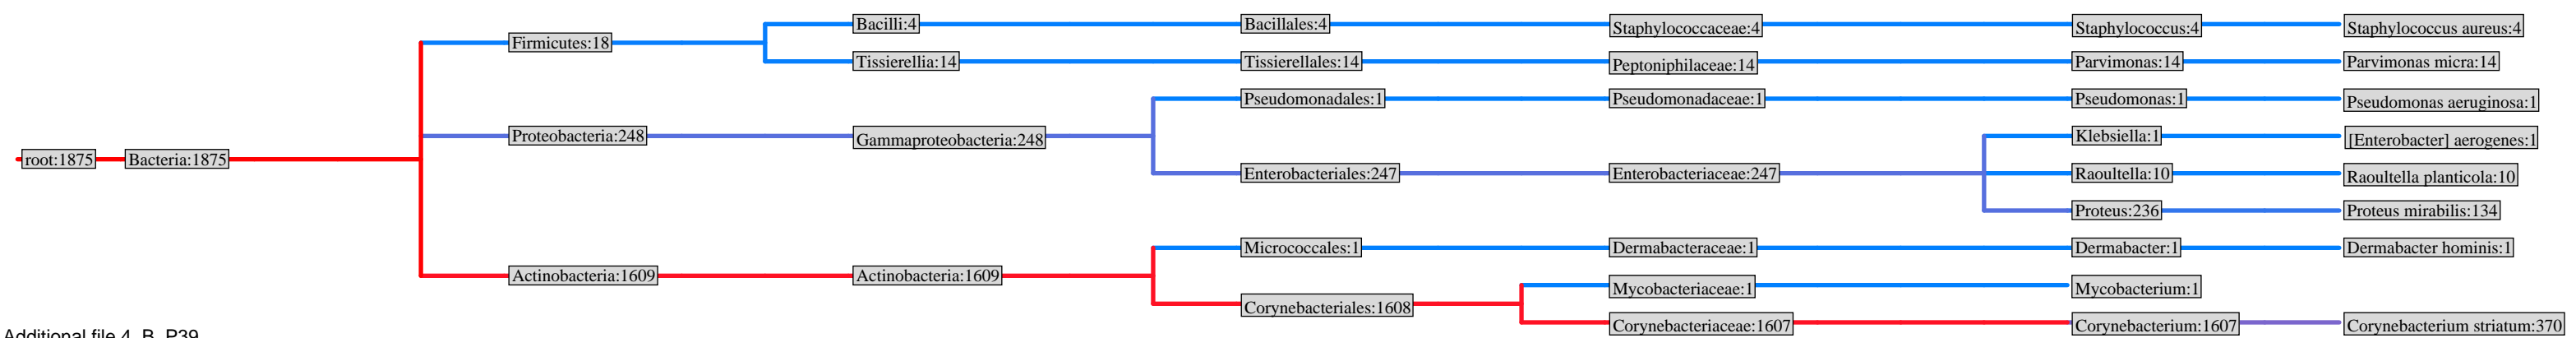 Bacilli:4
Bacillales:4
Staphylococcaceae:4
Staphylococcus:4
Staphylococcus aureus:4
Firmicutes:18
Tissierellia:14
Tissierellales:14
Peptoniphilaceae:14
Parvimonas:14
Parvimonas micra:14
Pseudomonadales:1
Pseudomonadaceae:1
Pseudomonas:1
Pseudomonas aeruginosa:1
Proteobacteria:248
Gammaproteobacteria:248
Klebsiella:1
[Enterobacter] aerogenes:1
root:1875
Bacteria:1875
Enterobacteriales:247
Enterobacteriaceae:247
Raoultella:10
Raoultella planticola:10
Proteus:236
Proteus mirabilis:134
Micrococcales:1
Dermabacteraceae:1
Dermabacter:1
Dermabacter hominis:1
Actinobacteria:1609
Actinobacteria:1609
Mycobacteriaceae:1
Mycobacterium:1
Corynebacteriales:1608
Corynebacteriaceae:1607
Corynebacterium:1607
Corynebacterium striatum:370
Additional file 4. B. P39